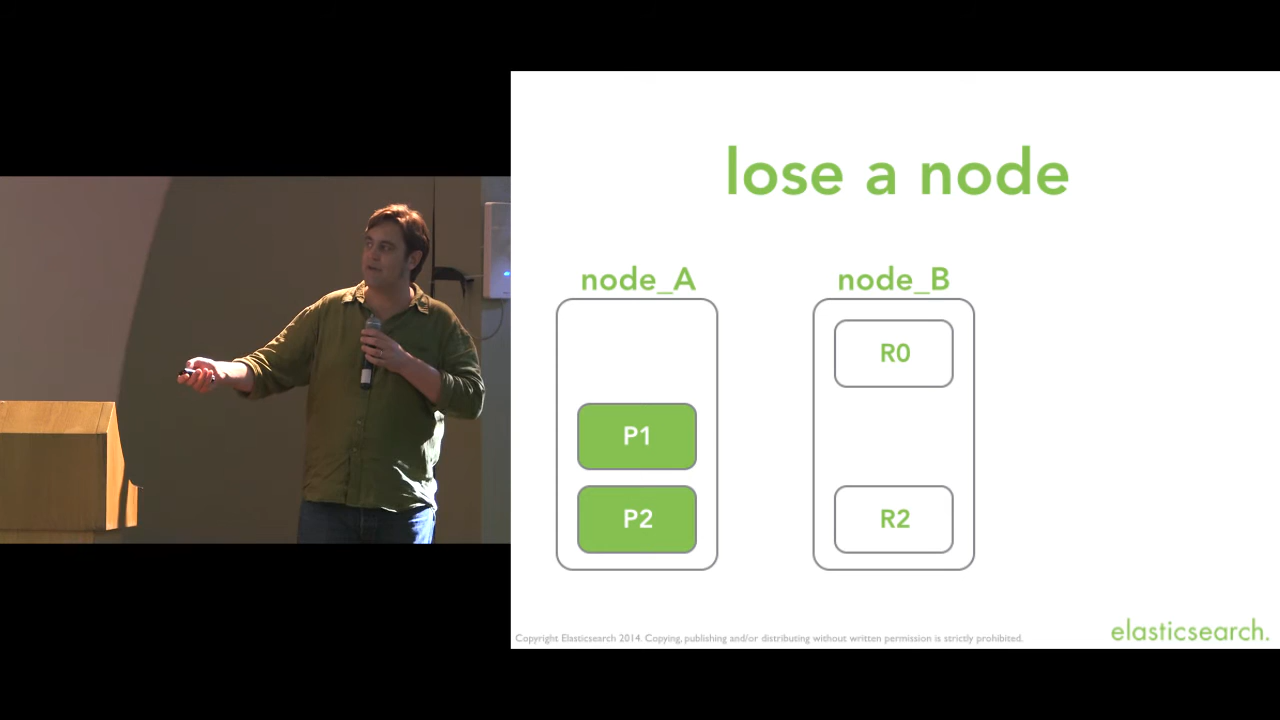 lose a node
node_A
node_B
R0
P1
P2
R2
Copyright Elasticsearch 2014. Copying, publishing and/or distributing without written permission is strictly prohibited.
elasticsearch.